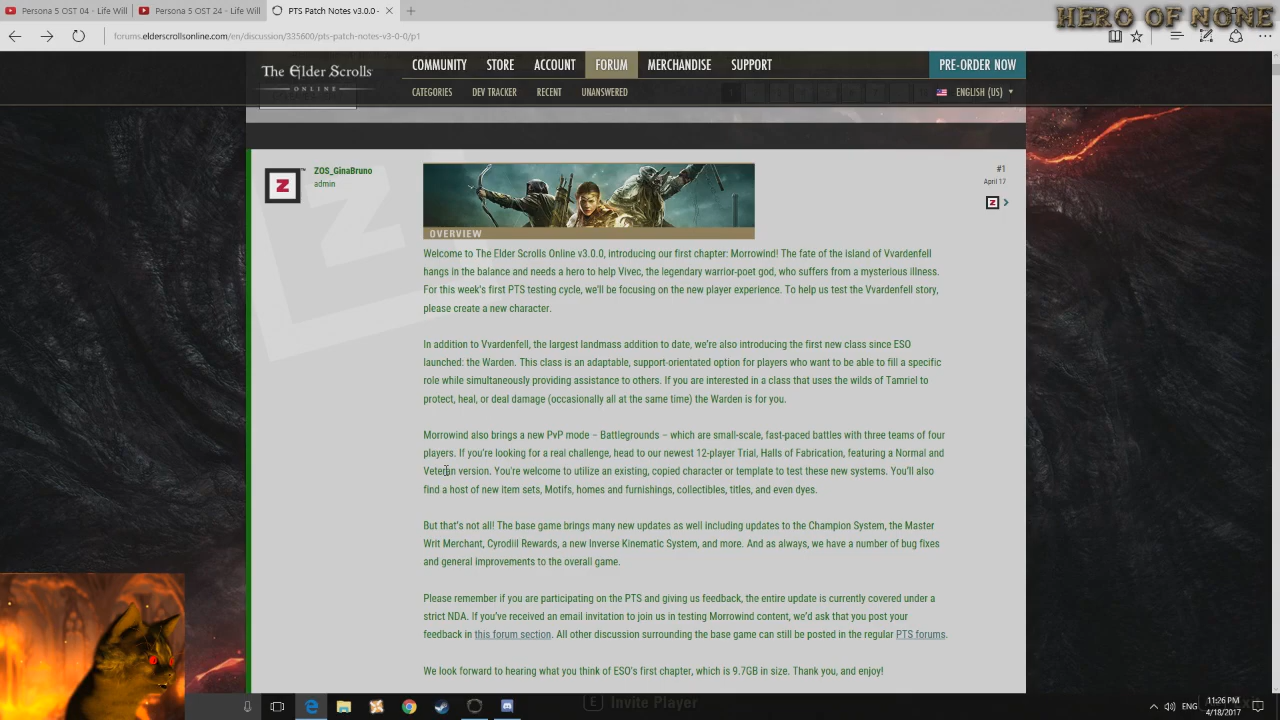 Persona 5 OST 04 - Life Will
Persona 5 OST 24 - Life Will
PTS Patch Notes v3.0.0 -
HERO OF NONE
forums.elderscrollsonline.com/en/discussion/335600/pts-patch-notes-v3-0-0/p1
The Elder Scrolls
ONLINE
COMMUNITY STORE ACCOUNT FORUM MERCHANDISE SUPPORT PRE-ORDER NOW
CATEGORIES DEV TRACKER RECENT UNANSWERED ENGLISH (US)
ZOS_GinaBruno
admin
#1
April 17
OVERVIEW
Welcome to The Elder Scrolls Online v3.0.0, introducing our first chapter: Morrowind! The fate of the island of Vvardenfell
hangs in the balance and needs a hero to help Vivec, the legendary warrior-poet god, who suffers from a mysterious illness.
For this week's first PTS testing cycle, we'll be focusing on the new player experience. To help us test the Vvardenfell story,
please create a new character.
In addition to Vvardenfell, the largest landmass addition to date, we're also introducing the first new class since ESO
launched: the Warden. This class is an adaptable, support-orientated option for players who want to be able to fill a specific
role while simultaneously providing assistance to others. If you are interested in a class that uses the wilds of Tamriel to
protect, heal, or deal damage (occasionally all at the same time) the Warden is for you.
Morrowind also brings a new PvP mode – Battlegrounds – which are small-scale, fast-paced battles with three teams of four
players. If you're looking for a real challenge, head to our newest 12-player Trial, Halls of Fabrication, featuring a Normal and
Veteran version. You're welcome to utilize an existing, copied character or template to test these new systems. You'll also
find a host of new item sets, Motifs, homes and furnishings, collectibles, titles, and even dyes.
But that's not all! The base game brings many new updates as well including updates to the Champion System, the Master
Writ Merchant, Cyrodiil Rewards, a new Inverse Kinematic System, and more. And as always, we have a number of bug fixes
and general improvements to the overall game.
Please remember if you are participating on the PTS and giving us feedback, the entire update is currently covered under a
strict NDA. If you've received an email invitation to join us in testing Morrowind content, we'd ask that you post your
feedback in this forum section. All other discussion surrounding the base game can still be posted in the regular PTS forums.
We look forward to hearing what you think of ESO's first chapter, which is 9.7GB in size. Thank you, and enjoy!
E Invite Player
ENG
11:26 PM
4/18/2017